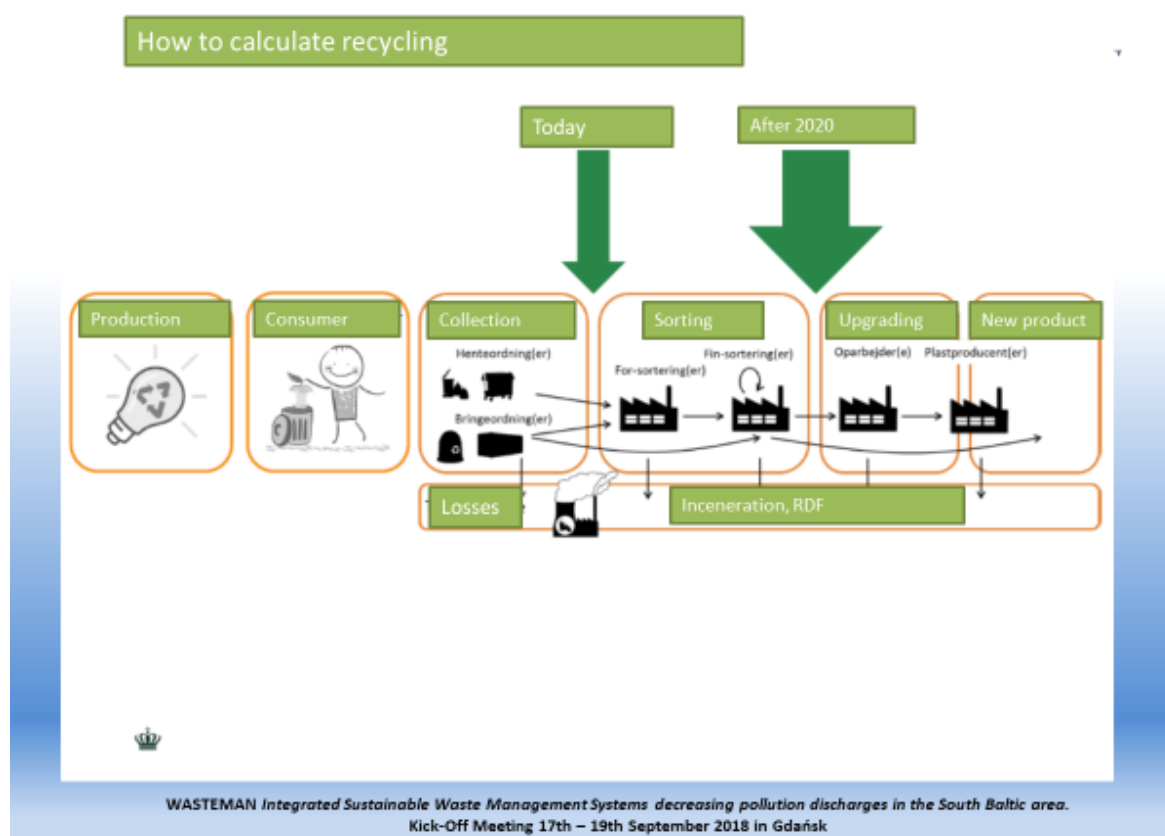 How to calculate recycling
Today
After 2020
Production
Consumer
Collection
Sorting
Upgrading
New product
Henteordning(er)
Fin-sortering(er)
Oparbejder(e)
Plastproducent(er)
For-sortering(er)
Bringeordning(er)
Losses
Inceneration, RDF
WASTEMAN Integrated Sustainable Waste Management Systems decreasing pollution discharges in the South Baltic area.
Kick-Off Meeting 17th – 19th September 2018 in Gdańsk